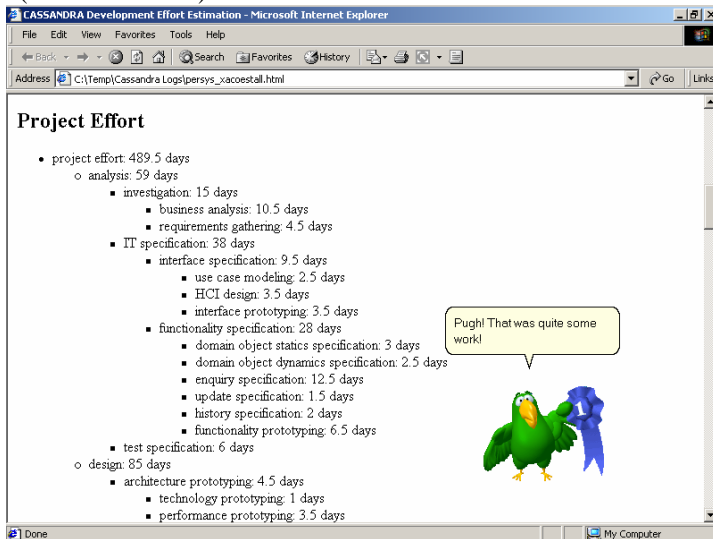 CASSANDRA Development Effort Estimation - Microsoft Internet Explorer
File Edit View Favorites Tools Help
Back Search Favorites History
Address C:\Temp\Cassandra Logs\persys_xacoestall.html Go Links
Project Effort
project effort: 489.5 days
analysis: 59 days
investigation: 15 days
business analysis: 10.5 days
requirements gathering: 4.5 days
IT specification: 38 days
interface specification: 9.5 days
use case modeling: 2.5 days
HCI design: 3.5 days
interface prototyping: 3.5 days
functionality specification: 28 days
domain object statics specification: 3 days
domain object dynamics specification: 2.5 days
enquiry specification: 12.5 days
update specification: 1.5 days
history specification: 2 days
functionality prototyping: 6.5 days
test specification: 6 days
design: 85 days
architecture prototyping: 4.5 days
technology prototyping: 1 days
performance prototyping: 3.5 days
Pugh! That was quite some
work!
1
Done My Computer